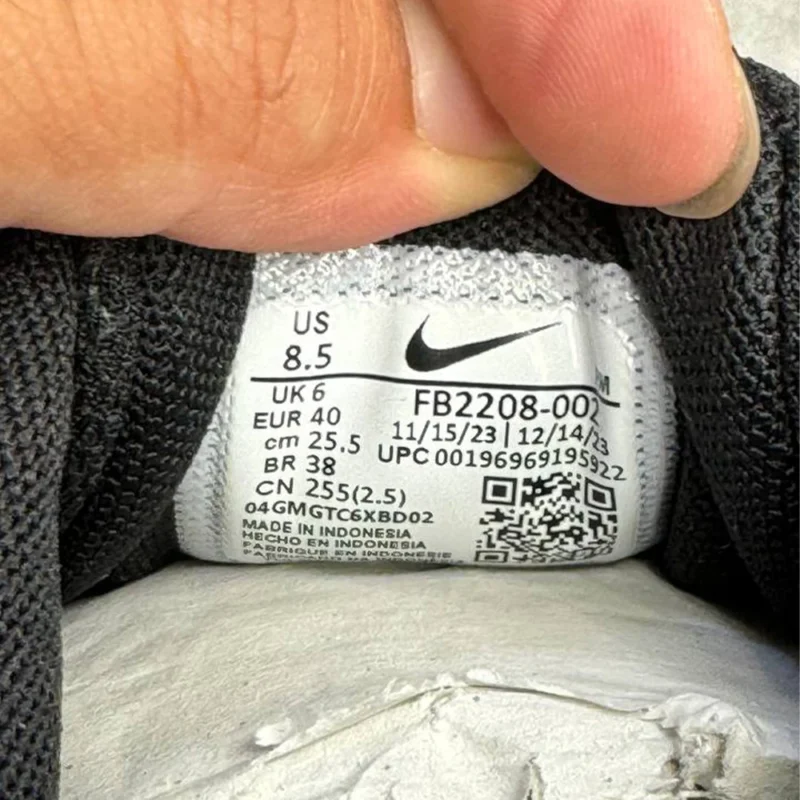 US
8.5
UK 6
EUR 40
cm 25.5
BR 38
CN 255(2.5)
FB2208-002
11/15/23 | 12/14/23
UPC 00196969195922
04GMGTC6XBD02
MADE IN INDONESIA
HECHO EN INDONESIA
FABRIQUE EN INDONESIE